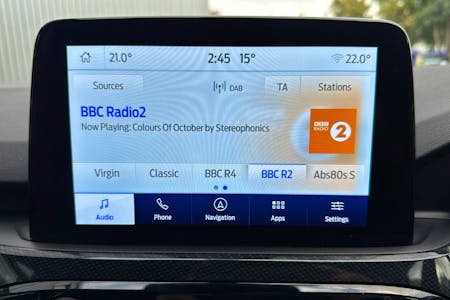 21.0° 2:45 15° 22.0°
Sources DAB TA Stations
BBC Radio2
Now Playing: Colours Of October by Stereophonics
BBC
RADIO 2
Virgin Classic BBC R4 BBC R2 Abs80s S
Audio Phone Navigation Apps Settings